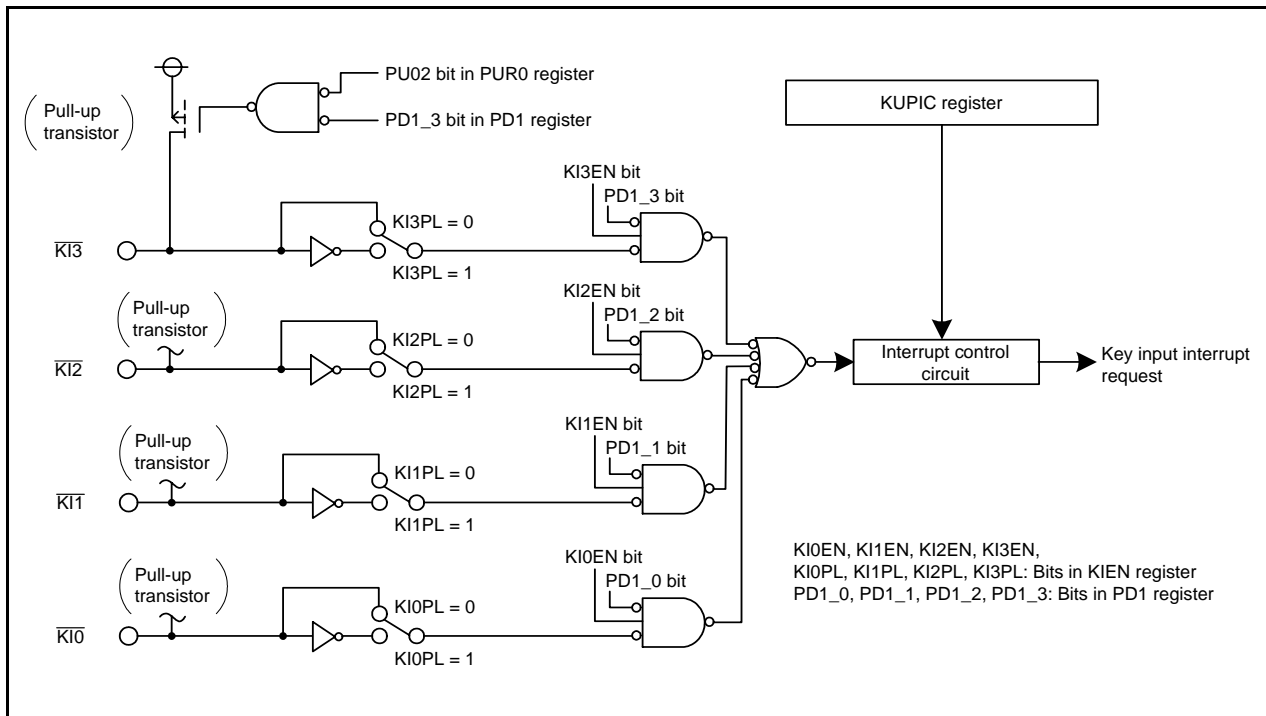 PU02 bit in PUR0 register
KUPIC register
Pull-up
transistor
PD1_3 bit in PD1 register
KI3EN bit
PD1_3 bit
KI3PL = 0
KI3
KI3PL = 1
KI2EN bit
Pull-up
transistor
PD1_2 bit
KI2PL = 0
Interrupt control
circuit
Key input interrupt
request
KI2
KI2PL = 1
KI1EN bit
Pull-up
transistor
PD1_1 bit
KI1PL = 0
KI1
KI1PL = 1
KI0EN bit
Pull-up
transistor
PD1_0 bit
KI0PL = 0
KI0
KI0PL = 1
KI0EN, KI1EN, KI2EN, KI3EN,
KI0PL, KI1PL, KI2PL, KI3PL: Bits in KIEN register
PD1_0, PD1_1, PD1_2, PD1_3: Bits in PD1 register